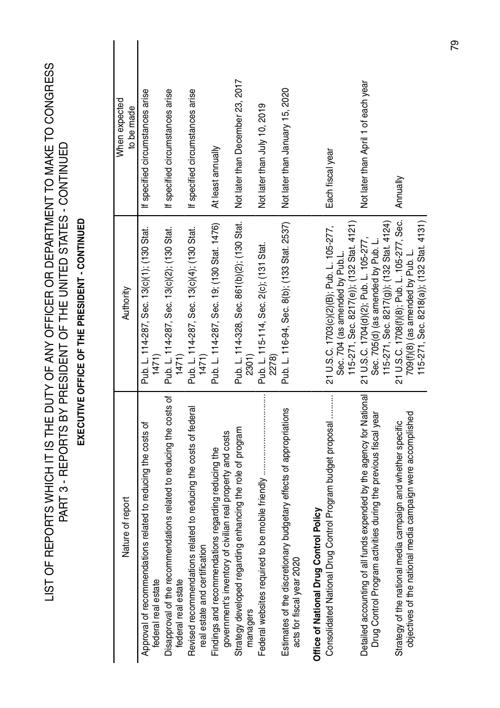 LIST OF REPORTS WHICH IT IS THE DUTY OF ANY OFFICER OR DEPARTMENT TO MAKE TO CONGRESS
PART 3 - REPORTS BY PRESIDENT OF THE UNITED STATES - CONTINUED
EXECUTIVE OFFICE OF THE PRESIDENT - CONTINUED
Nature of report
Authority
When expected
to be made
Approval of recommendations related to reducing the costs of
federal real estate
Pub. L. 114-287, Sec. 13(c)(1); (130 Stat.
1471)
If specified circumstances arise
Disapproval of the recommendations related to reducing the costs of
federal real estate
Pub. L. 114-287, Sec. 13(c)(2); (130 Stat.
1471)
If specified circumstances arise
Revised recommendations related to reducing the costs of federal
real estate and certification
Pub. L. 114-287, Sec. 13(c)(4); (130 Stat.
1471)
If specified circumstances arise
Findings and recommendations regarding reducing the
government's inventory of civilian real property and costs
Pub. L. 114-287, Sec. 19; (130 Stat. 1476)
At least annually
Strategy developed regarding enhancing the role of program
managers
Pub. L. 114-328, Sec. 861(b)(2); (130 Stat.
2301)
Not later than December 23, 2017
Federal websites required to be mobile friendly ..............................
Pub. L. 115-114, Sec. 2(c); (131 Stat.
2278)
Not later than July 10, 2019
Estimates of the discretionary budgetary effects of appropriations
acts for fiscal year 2020
Pub. L. 116-94, Sec. 8(b); (133 Stat. 2537)
Not later than January 15, 2020
Office of National Drug Control Policy
Consolidated National Drug Control Program budget proposal ..........
21 U.S.C. 1703(c)(2)(B); Pub. L. 105-277,
Sec. 704 (as amended by Pub.L.
115-271, Sec. 8217(e)); (132 Stat. 4121)
Each fiscal year
Detailed accounting of all funds expended by the agency for National
Drug Control Program activities during the previous fiscal year
21 U.S.C. 1704(d)(2); Pub. L. 105-277,
Sec. 705(d) (as amended by Pub. L.
115-271, Sec. 8217(g)); (132 Stat. 4124)
Not later than April 1 of each year
Strategy of the national media campaign and whether specific
objectives of the national media campaign were accomplished
21 U.S.C. 1708(f)(8); Pub. L. 105-277, Sec.
709(f)(8) (as amended by Pub. L.
115-271, Sec. 8218(a)); (132 Stat. 4131)
Annually
79